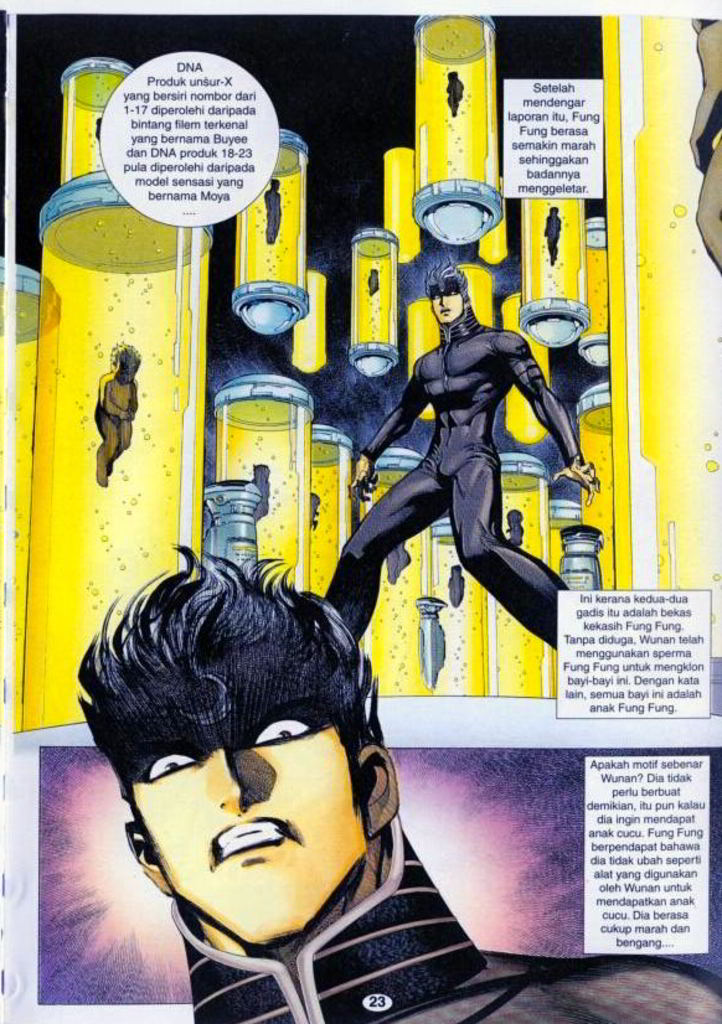 DNA
Produk unsur-X
yang bersiri nombor dari
1-17 diperolehi daripada
bintang filem terkenal
yang bernama Buyee
dan DNA produk 18-23
pula diperolehi daripada
model sensasi yang
bernama Moya
....
Setelah
mendengar
laporan itu, Fung
Fung berasa
semakin marah
sehinggakan
badannya
menggeletar.
Ini kerana kedua-dua
gadis itu adalah bekas
kekasih Fung Fung.
Tanpa diduga, Wunan telah
menggunakan sperma
Fung Fung untuk mengklon
bayi-bayi ini. Dengan kata
lain, semua bayi ini adalah
anak Fung Fung.
Apakah motif sebenar
Wunan? Dia tidak
perlu berbuat
demikian, itu pun kalau
dia ingin mendapat
anak cucu. Fung Fung
berpendapat bahawa
dia tidak ubah seperti
alat yang digunakan
oleh Wunan untuk
mendapatkan anak
cucu. Dia berasa
cukup marah dan
bengang....
23